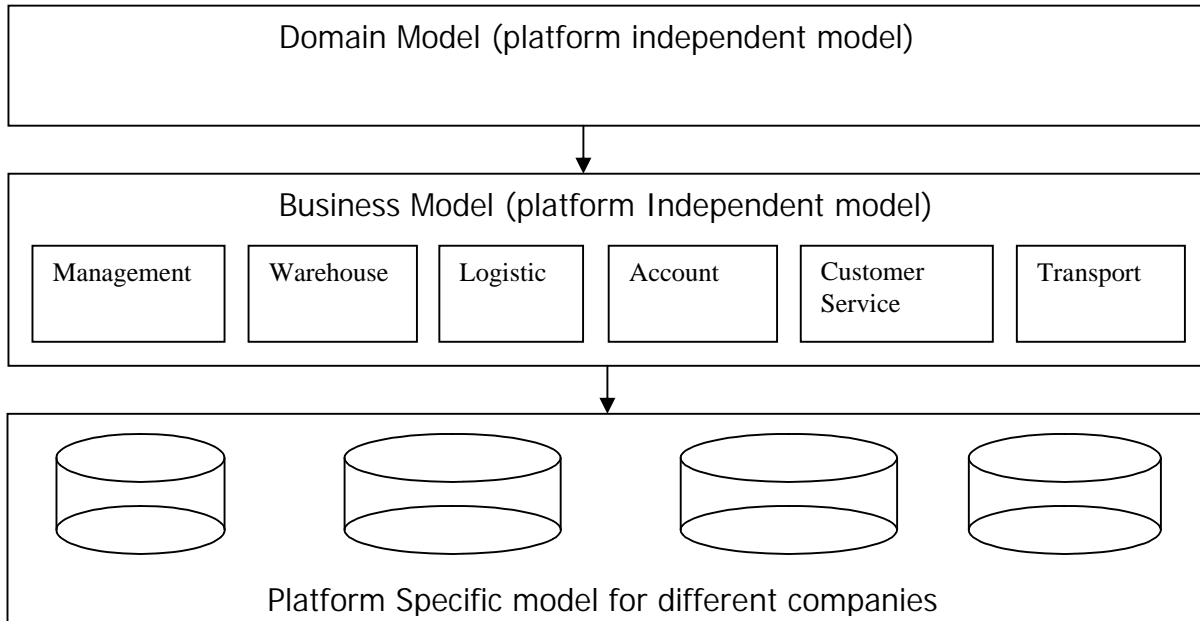 Domain Model (platform independent model)
Business Model (platform Independent model)
Management
Warehouse
Logistic
Account
Customer
Service
Transport
Platform Specific model for different companies